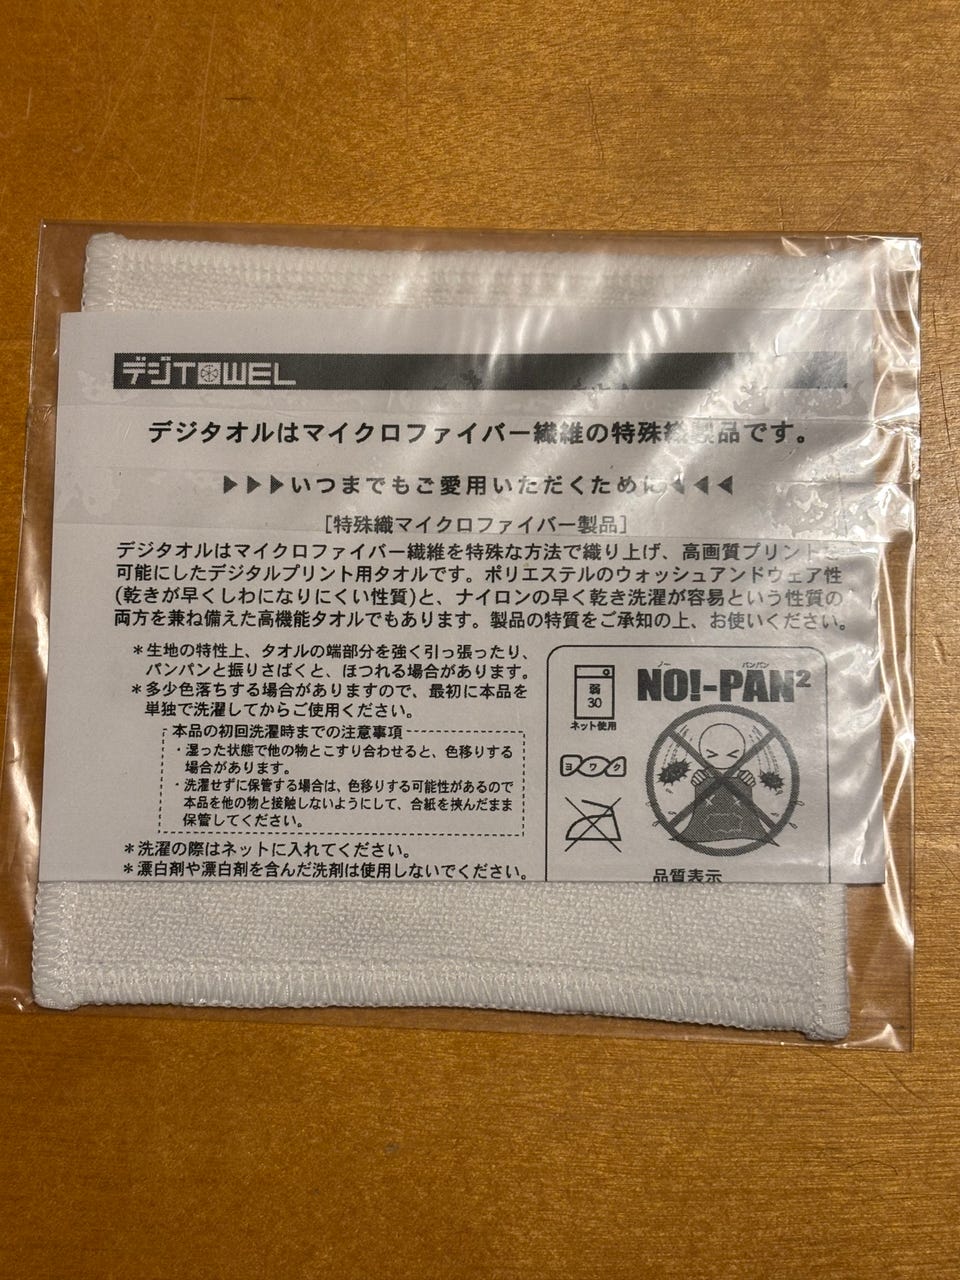 デジTOWEL
デジタオルはマイクロファイバー繊維の特殊織製品です。
▶▶▶いつまでもご愛用いただくために◀◀◀
［特殊織マイクロファイバー製品］
デジタオルはマイクロファイバー繊維を特殊な方法で織り上げ、高画質プリントを
可能にしたデジタルプリント用タオルです。ポリエステルのウォッシュアンドウェア性
(乾きが早くしわになりにくい性質)と、ナイロンの早く乾き洗濯が容易という性質の
両方を兼ね備えた高機能タオルでもあります。製品の特質をご承知の上、お使いください。
＊生地の特性上、タオルの端部分を強く引っ張ったり、
パンパンと振りさばくと、ほつれる場合があります。
＊多少色落ちする場合がありますので、最初に本品を
単独で洗濯してからご使用ください。
本品の初回洗濯時までの注意事項
・湿った状態で他の物とこすり合わせると、色移りする
場合があります。
・洗濯せずに保管する場合は、色移りする可能性があるので
本品を他の物と接触しないようにして、合紙を挟んだまま
保管してください。
＊洗濯の際はネットに入れてください。
＊漂白剤や漂白剤を含んだ洗剤は使用しないでください。
弱
30
ネット使用
ヨワク
ノー パンパン
NO!-PAN²
品質表示